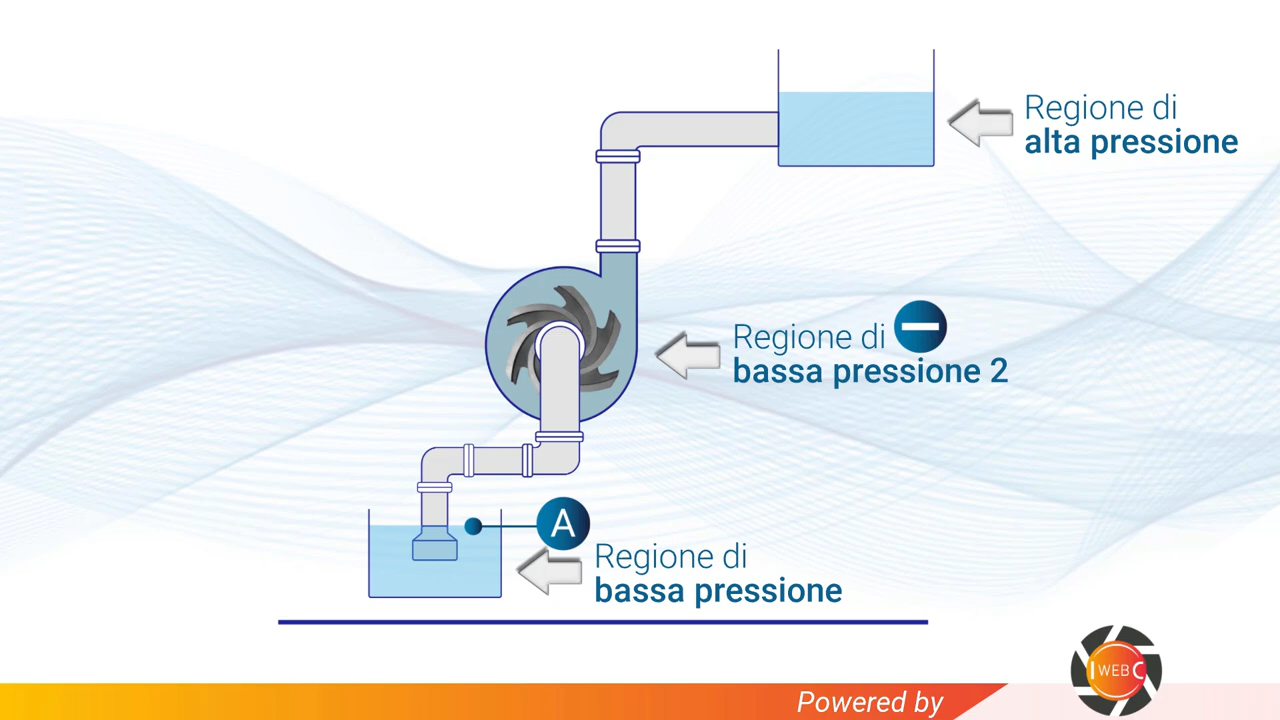 Regione di
alta pressione
Regione di
bassa pressione 2
A
Regione di
bassa pressione
Powered by
I WEB C